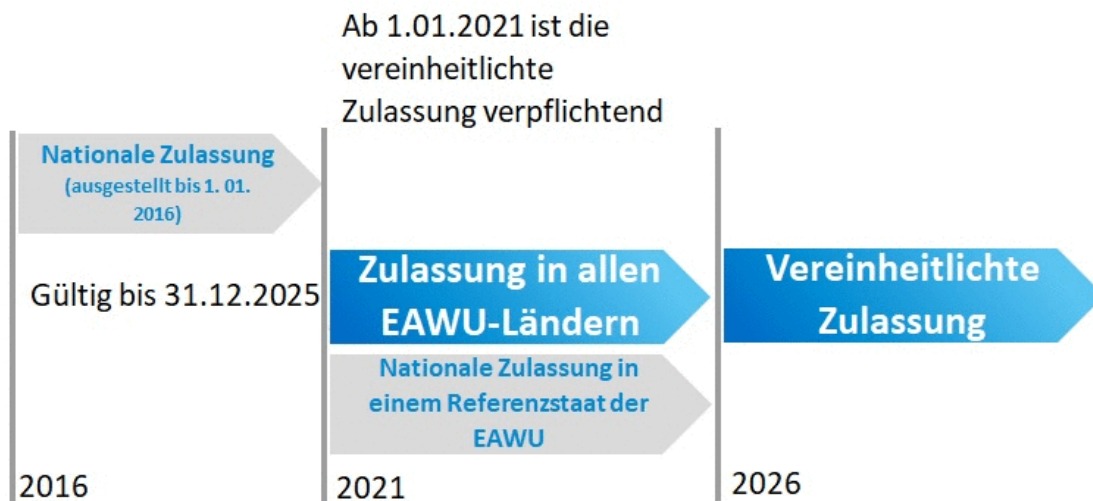 Ab 1.01.2021 ist die
vereinheitlichte
Zulassung verpflichtend
Nationale Zulassung
(ausgestellt bis 1. 01.
2016)
Gültig bis 31.12.2025
Zulassung in allen
EAWU-Ländern
Vereinheitlichte
Zulassung
Nationale Zulassung in
einem Referenzstaat der
EAWU
2016
2021
2026